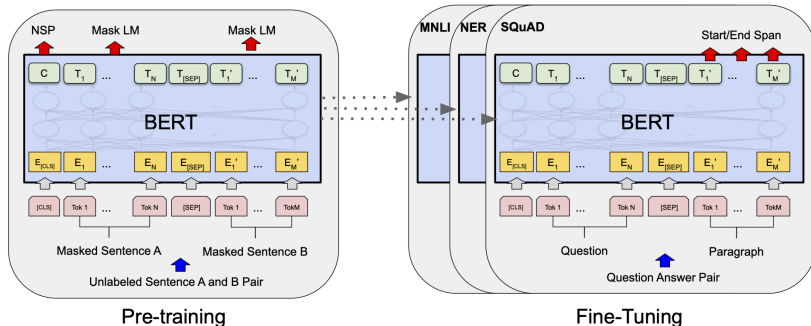 NSP Mask LM Mask LM
C T1 ... TN T[SEP] T1' ... TM'
BERT
E[CLS] E1 ... EN E[SEP] E1' ... EM'
[CLS] Tok 1 ... Tok N [SEP] Tok 1 ... TokM
Masked Sentence A Masked Sentence B
Unlabeled Sentence A and B Pair
Pre-training
MNLI NER SQuAD
Start/End Span
C T1 ... TN T[SEP] T1' ... TM'
BERT
E[CLS] E1 ... EN E[SEP] E1' ... EM'
[CLS] Tok 1 ... Tok N [SEP] Tok 1 ... TokM
Question Paragraph
Question Answer Pair
Fine-Tuning